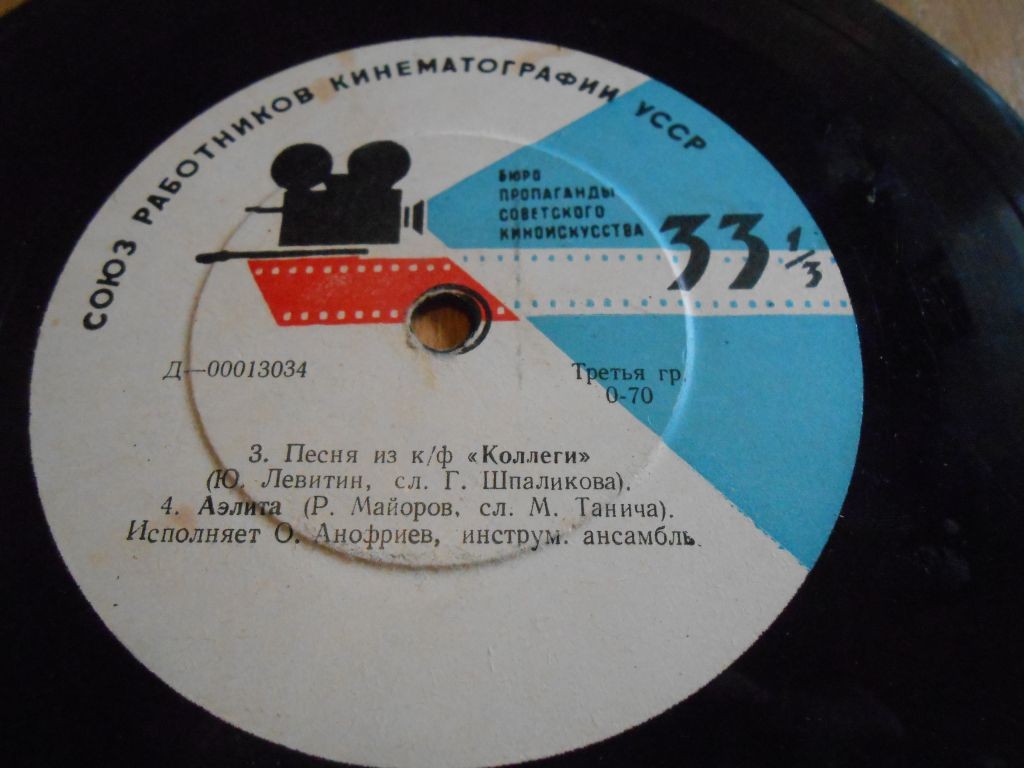 СОЮЗ РАБОТНИКОВ КИНЕМАТОГРАФИИ УССР
БЮРО
ПРОПАГАНДЫ
СОВЕТСКОГО
КИНОИСКУССТВА
33 1/3
Д—00013034
Третья гр.
0-70
3. Песня из к/ф «Коллеги»
(Ю. Левитин, сл. Г. Шпаликова).
4. Аэлита (Р. Майоров, сл. М. Танича).
Исполняет О. Анофриев, инструм. ансамбль.